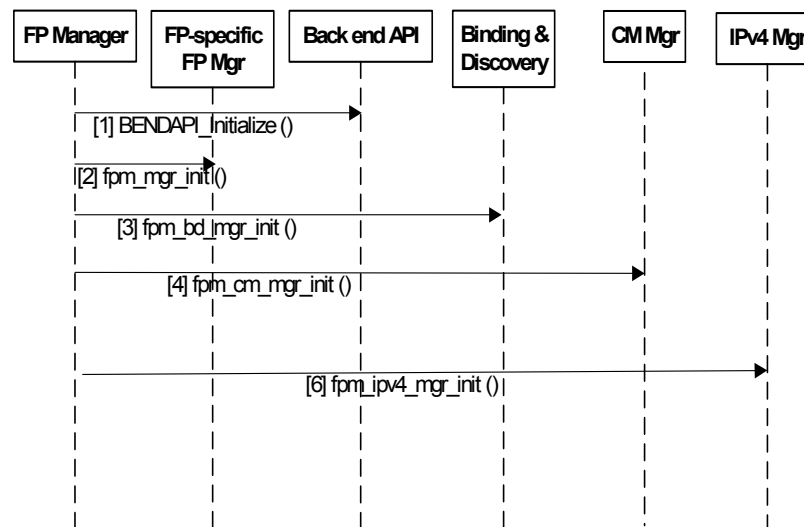 FP Manager
FP-specific
FP Mgr
Back end API
Binding &
Discovery
CM Mgr
IPv4 Mgr
[1] BENDAPI_Initialize ()
[2] fpm_mgr_init ()
[3] fpm_bd_mgr_init ()
[4] fpm_cm_mgr_init ()
[6] fpm_ipv4_mgr_init ()